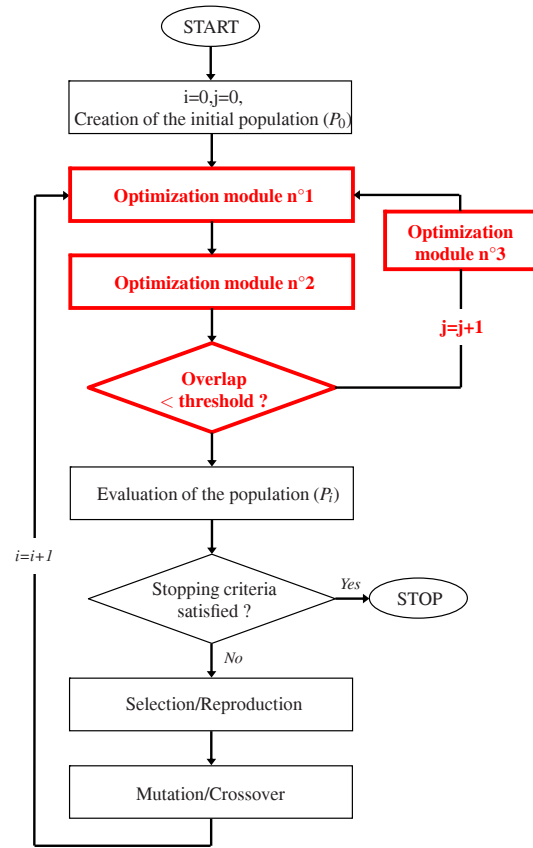 START
i=0,j=0,
Creation of the initial population (P0)
Optimization module n°1
Optimization
module n°3
Optimization module n°2
j=j+1
Overlap
< threshold ?
Evaluation of the population (Pi)
i=i+1
Stopping criteria
satisfied ?
Yes
STOP
No
Selection/Reproduction
Mutation/Crossover